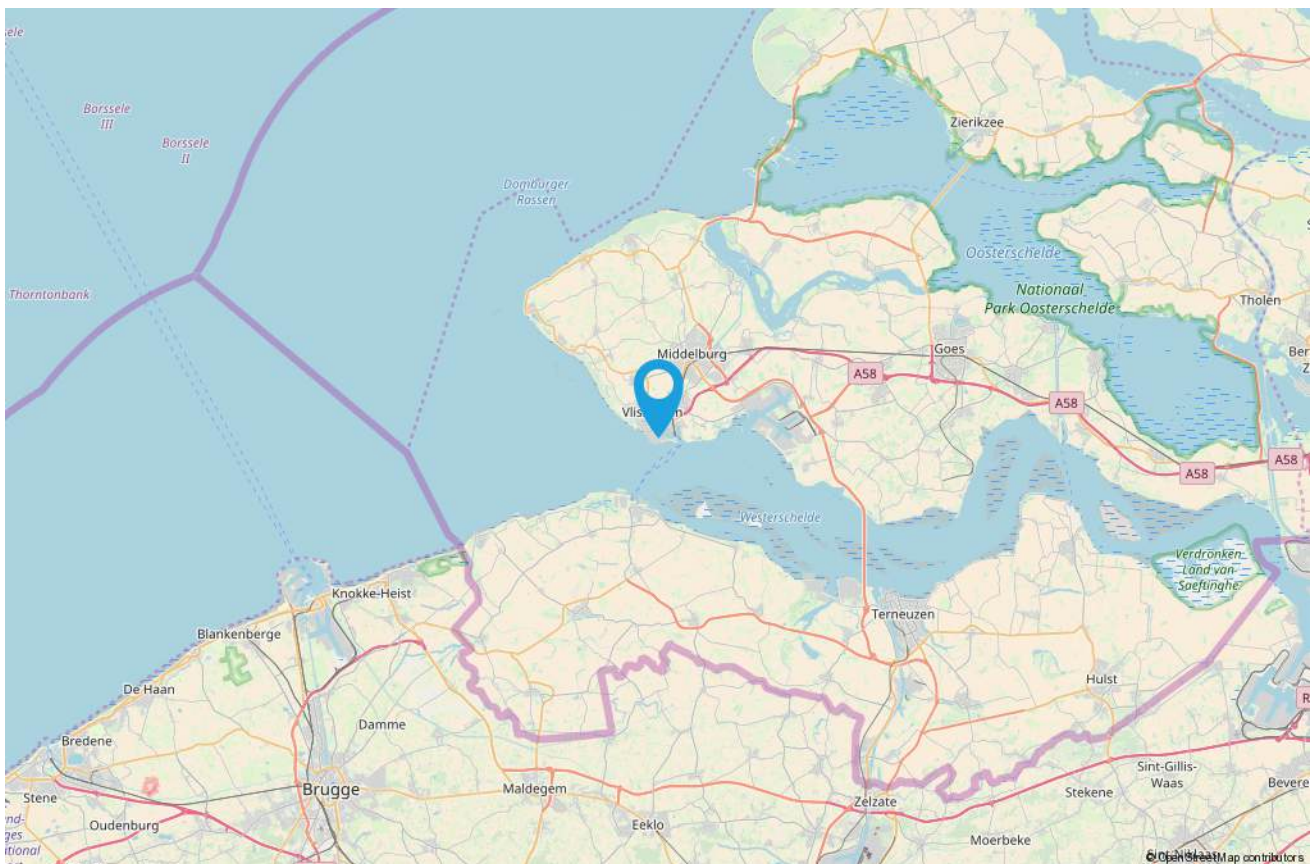 Borssele
III
Borssele
II
Thorntonbank
Domburger
Rassen
Zierikzee
Oosterschelde
Nationaal
Park Oosterschelde
Tholen
Middelburg
Goes
A58
A58
A58
A58
Westerschelde
Verdronken
Land van
Saeftinghe
Knokke-Heist
Blankenberge
Terneuzen
De Haan
Hulst
Damme
Bredene
Brugge
Maldegem
Stene
Oudenburg
Eeklo
Zelzate
Sint-Gillis-
Waas
Stekene
Moerbeke
© OpenStreetMap contributors